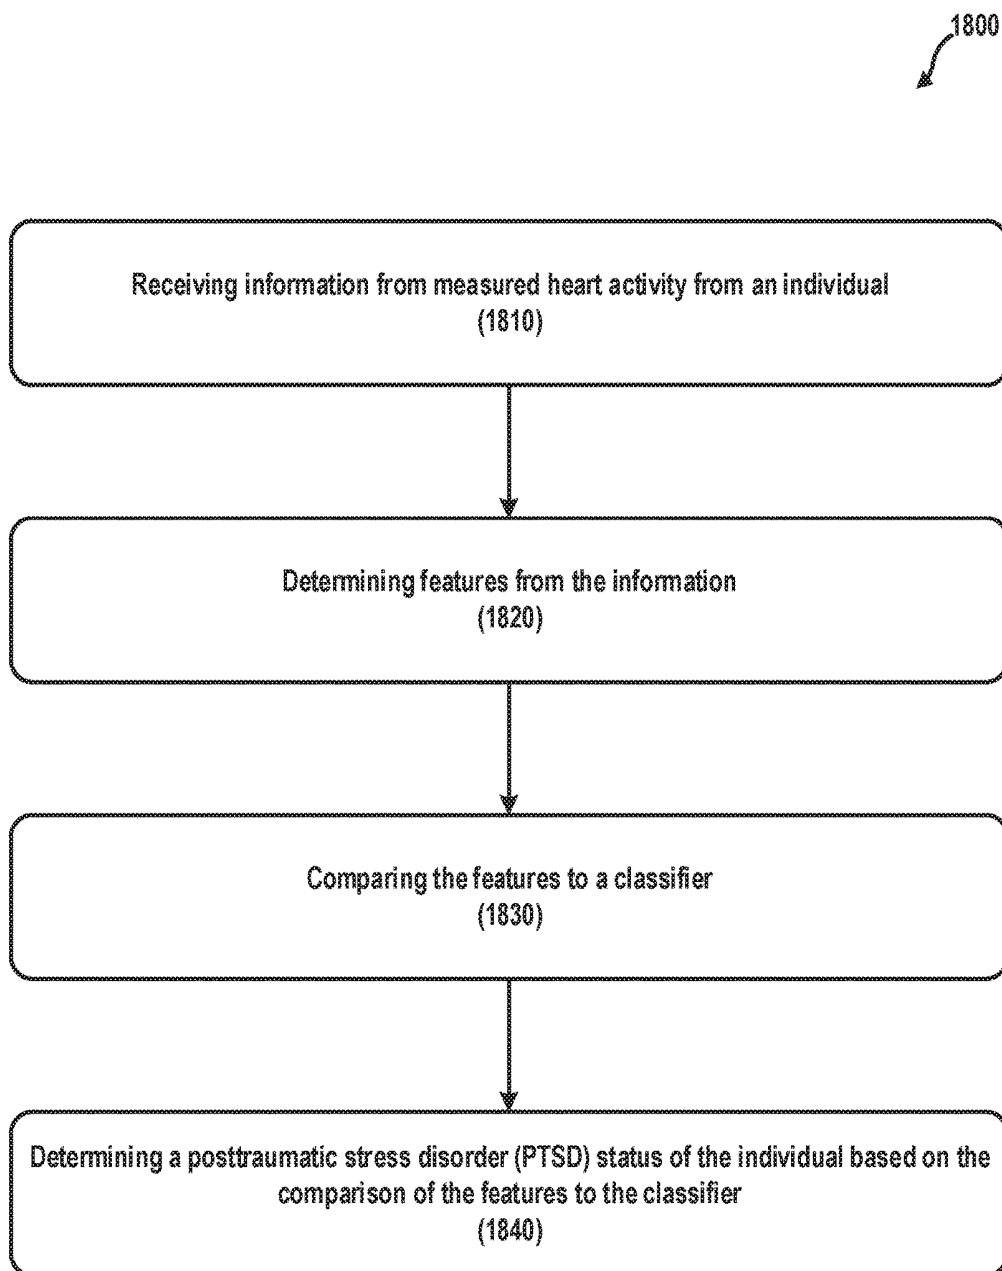 1800
Receiving information from measured heart activity from an individual
(1810)
Determining features from the information
(1820)
Comparing the features to a classifier
(1830)
Determining a posttraumatic stress disorder (PTSD) status of the individual based on the
comparison of the features to the classifier
(1840)